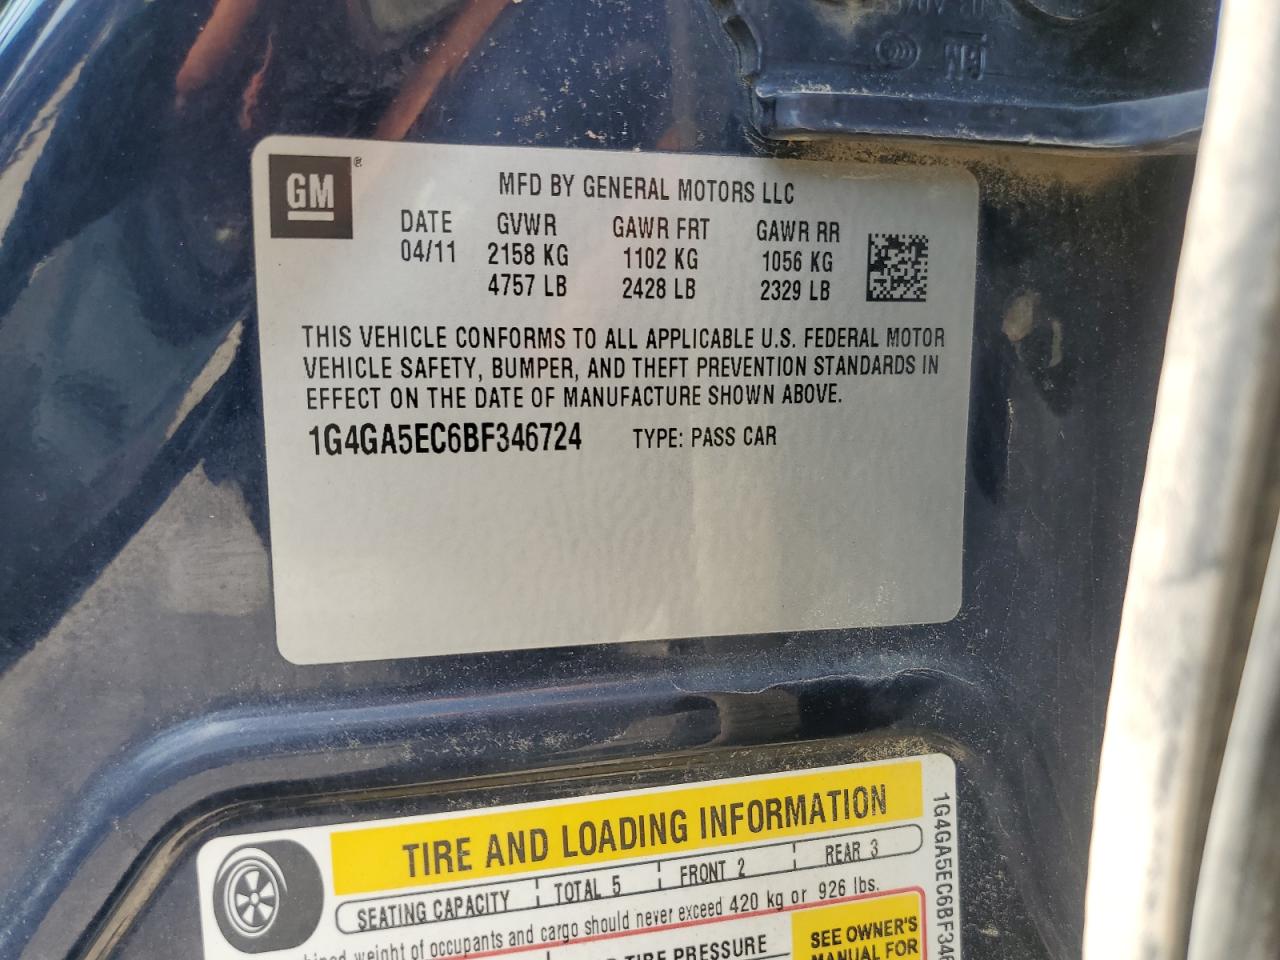 GM®
MFD BY GENERAL MOTORS LLC
DATE GVWR GAWR FRT GAWR RR
04/11 2158 KG 1102 KG 1056 KG
4757 LB 2428 LB 2329 LB
THIS VEHICLE CONFORMS TO ALL APPLICABLE U.S. FEDERAL MOTOR
VEHICLE SAFETY, BUMPER, AND THEFT PREVENTION STANDARDS IN
EFFECT ON THE DATE OF MANUFACTURE SHOWN ABOVE.
1G4GA5EC6BF346724 TYPE: PASS CAR
TIRE AND LOADING INFORMATION
SEATING CAPACITY TOTAL 5 FRONT 2 REAR 3
weight of occupants and cargo should never exceed 420 kg or 926 lbs.
TIRE PRESSURE
SEE OWNER'S
MANUAL FOR
1G4GA5EC6BF346